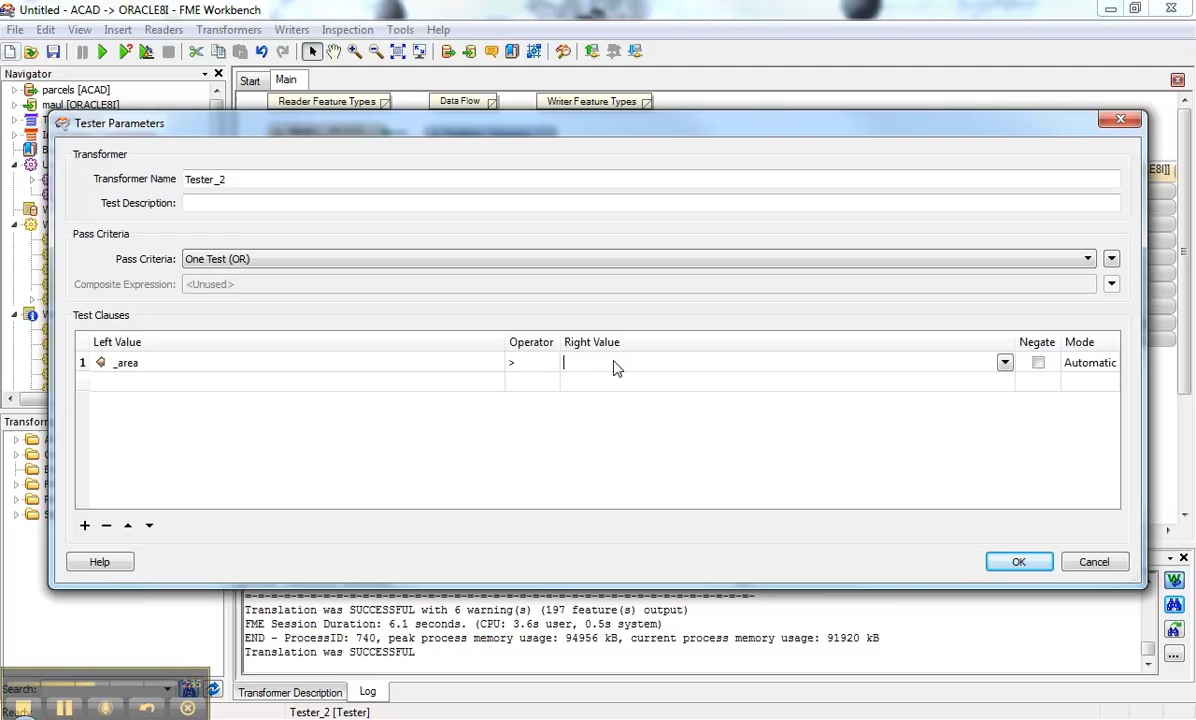 Untitled - ACAD -> ORACLE8I - FME Workbench
File Edit View Insert Readers Transformers Writers Inspection Tools Help
Navigator
Start Main
parcels [ACAD]
maul [ORACLE8I]
Reader Feature Types Data Flow Writer Feature Types
Tester Parameters
Transformer
Transformer Name Tester_2
Test Description:
Pass Criteria
Pass Criteria: One Test (OR)
Composite Expression: <Unused>
Test Clauses
Left Value Operator Right Value Negate Mode
1 _area > Automatic
Help OK Cancel
Translation was SUCCESSFUL with 6 warning(s) (197 feature(s) output)
FME Session Duration: 6.1 seconds. (CPU: 3.6s user, 0.5s system)
END - ProcessID: 740, peak process memory usage: 94956 kB, current process memory usage: 91920 kB
Translation was SUCCESSFUL
Search:
Transformer Description Log
Tester_2 [Tester]